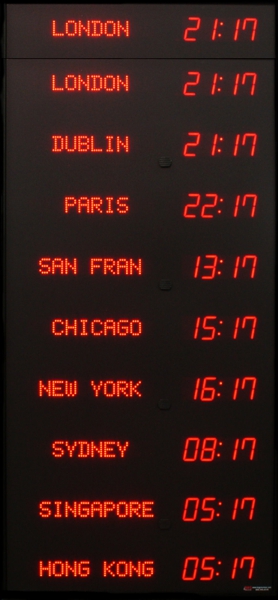 LONDON 21:17
LONDON 21:17
DUBLIN 21:17
PARIS 22:17
SAN FRAN 13:17
CHICAGO 15:17
NEW YORK 16:17
SYDNEY 08:17
SINGAPORE 05:17
HONG KONG 05:17